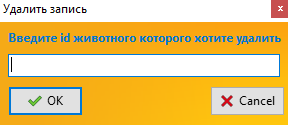 Удалить запись
Введите id животного которого хотите удалить
OK
Cancel